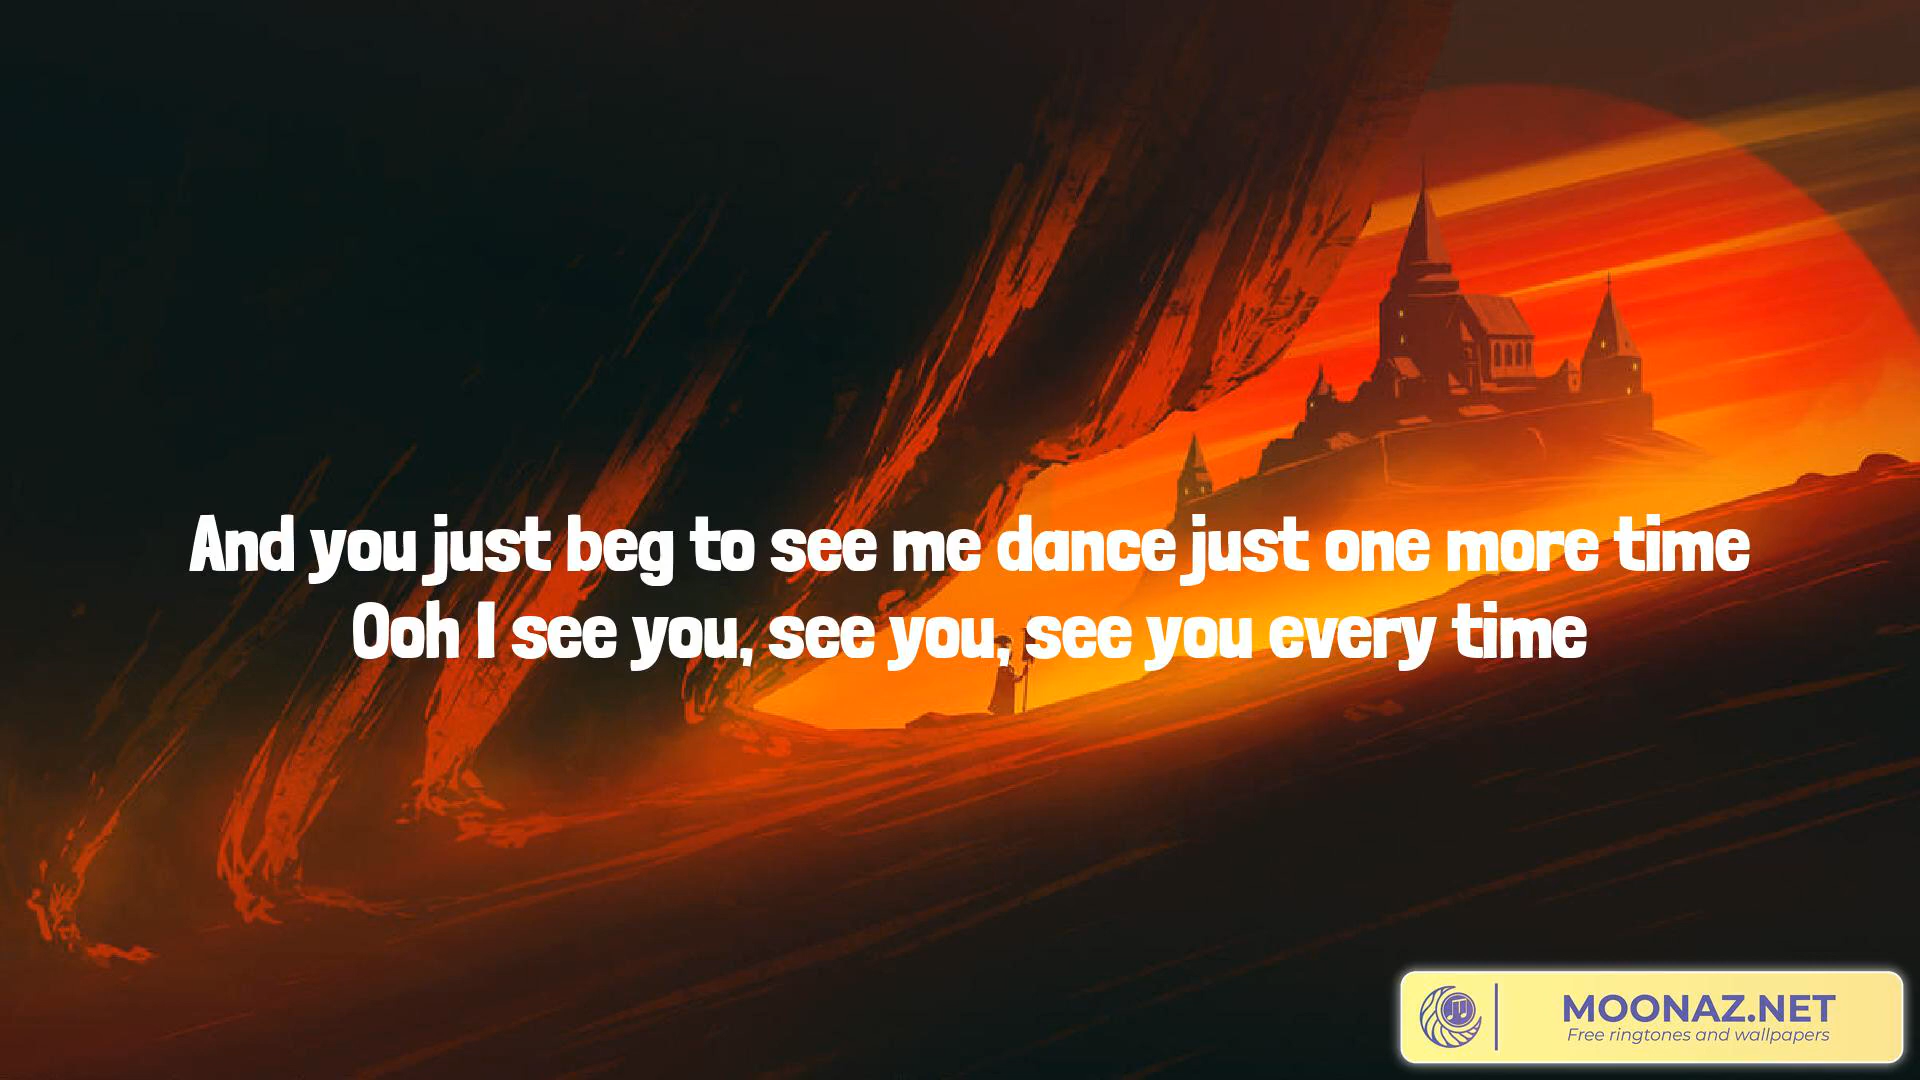 And you just beg to see me dance just one more time
Ooh I see you, see you, see you every time
MOONAZ.NET
Free ringtones and wallpapers